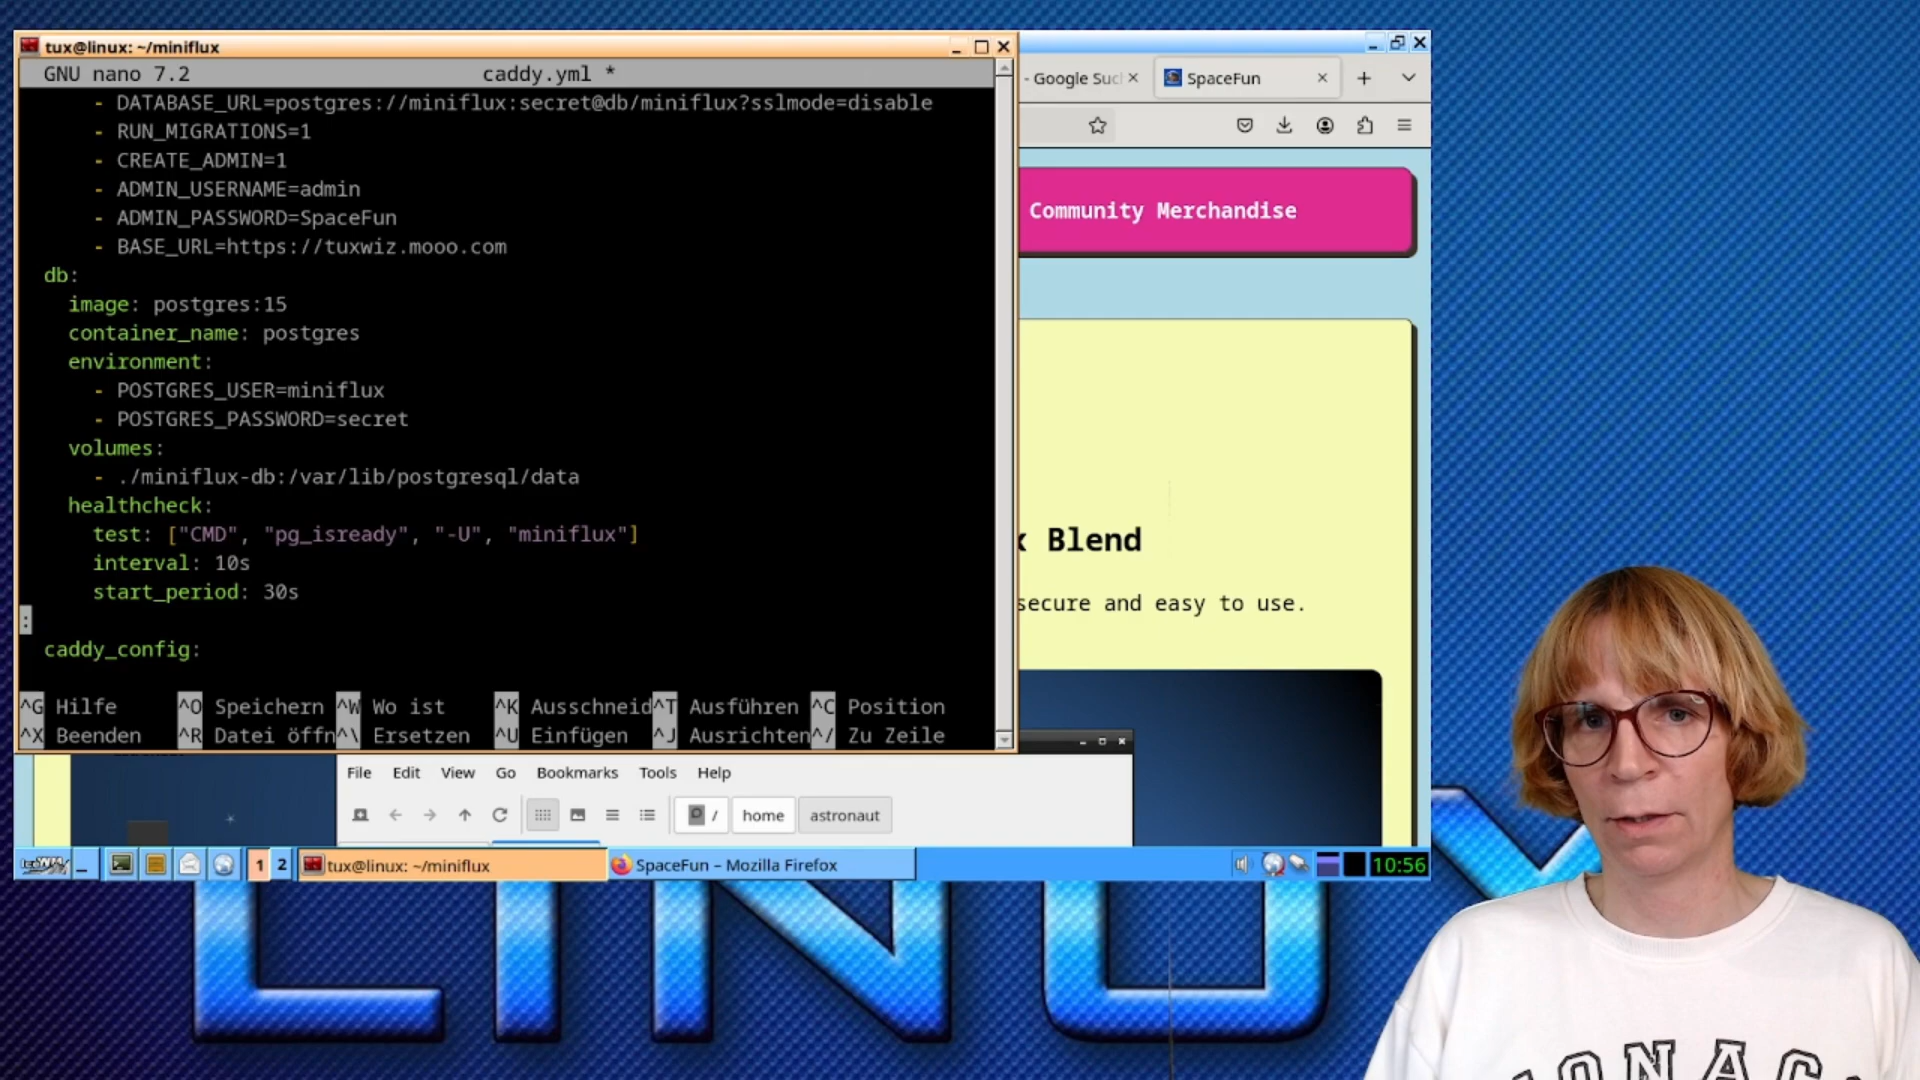 tux@linux: ~/miniflux
GNU nano 7.2 caddy.yml *
- DATABASE_URL=postgres://miniflux:secret@db/miniflux?sslmode=disable
- RUN_MIGRATIONS=1
- CREATE_ADMIN=1
- ADMIN_USERNAME=admin
- ADMIN_PASSWORD=SpaceFun
- BASE_URL=https://tuxwiz.mooo.com
db:
image: postgres:15
container_name: postgres
environment:
- POSTGRES_USER=miniflux
- POSTGRES_PASSWORD=secret
volumes:
- ./miniflux-db:/var/lib/postgresql/data
healthcheck:
test: ["CMD", "pg_isready", "-U", "miniflux"]
interval: 10s
start_period: 30s
:
caddy_config:
^G Hilfe ^O Speichern ^W Wo ist ^K Ausschneid ^T Ausführen ^C Position
^X Beenden ^R Datei öffn ^\ Ersetzen ^U Einfügen ^J Ausrichten ^/ Zu Zeile
- Google Suc
SpaceFun
Community Merchandise
x Blend
secure and easy to use.
File Edit View Go Bookmarks Tools Help
/ home astronaut
1 2 tux@linux: ~/miniflux SpaceFun – Mozilla Firefox 10:56
LINUX